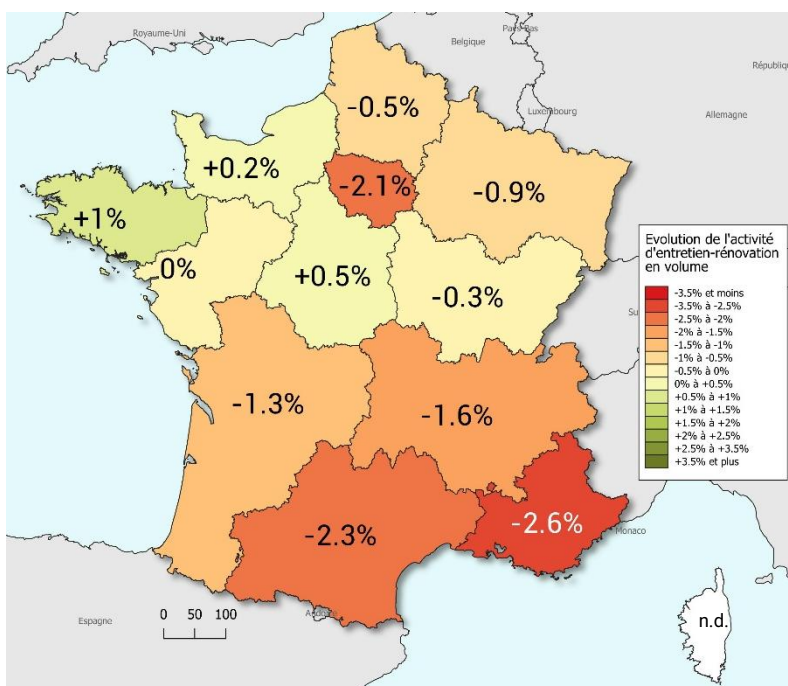 Royaume-Uni
Belgique
Pays-Bas
Luxembourg
Allemagne
République
-0.5%
+0.2%
-2.1%
-0.9%
+1%
0%
+0.5%
-0.3%
-1.3%
-1.6%
-2.3%
-2.6%
Monaco
Espagne
Andorre
n.d.
0 50 100
Evolution de l'activité
d'entretien-rénovation
en volume
-3.5% et moins
-3.5% à -2.5%
-2.5% à -2%
-2% à -1.5%
-1.5% à -1%
-1% à -0.5%
-0.5% à 0%
0% à +0.5%
+0.5% à +1%
+1% à +1.5%
+1.5% à +2%
+2% à +2.5%
+2.5% à +3.5%
+3.5% et plus